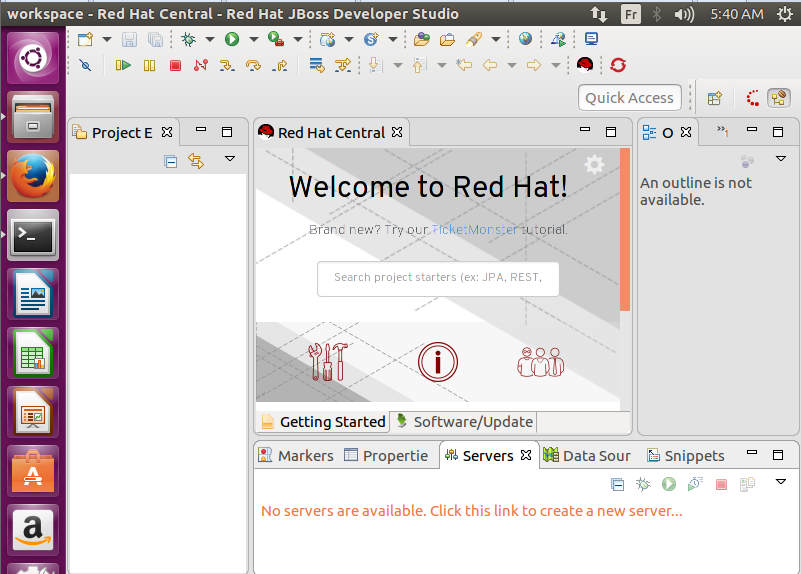 workspace - Red Hat Central - Red Hat JBoss Developer Studio
Fr
5:40 AM
Quick Access
Project E
Red Hat Central
O
»1
Welcome to Red Hat!
Brand new? Try our TicketMonster tutorial.
Search project starters (ex: JPA, REST,
An outline is not
available.
Getting Started
Software/Update
Markers
Propertie
Servers
Data Sour
Snippets
No servers are available. Click this link to create a new server...